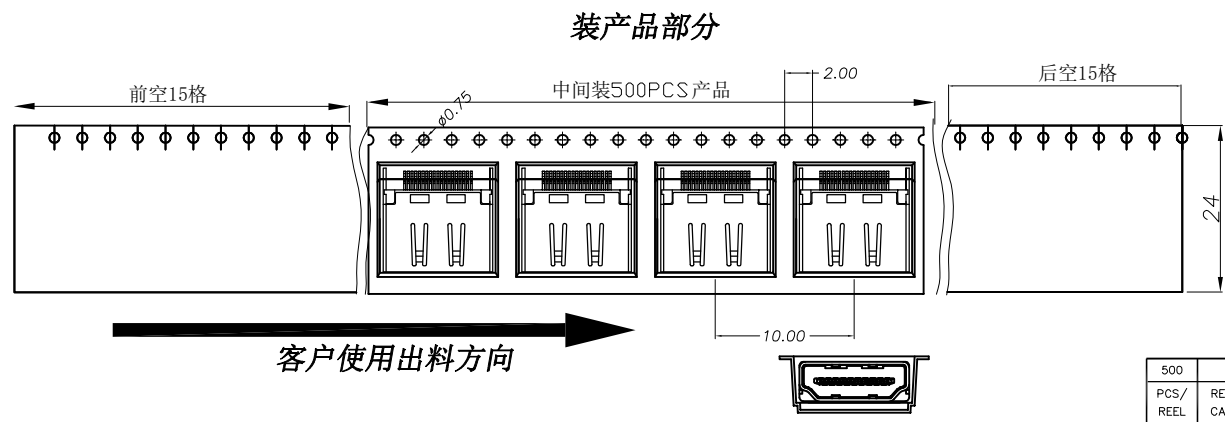 装产品部分
前空15格
中间装500PCS产品
2.00
后空15格
ø0.75
24
10.00
客户使用出料方向
500
PCS/
REEL
RE
CA